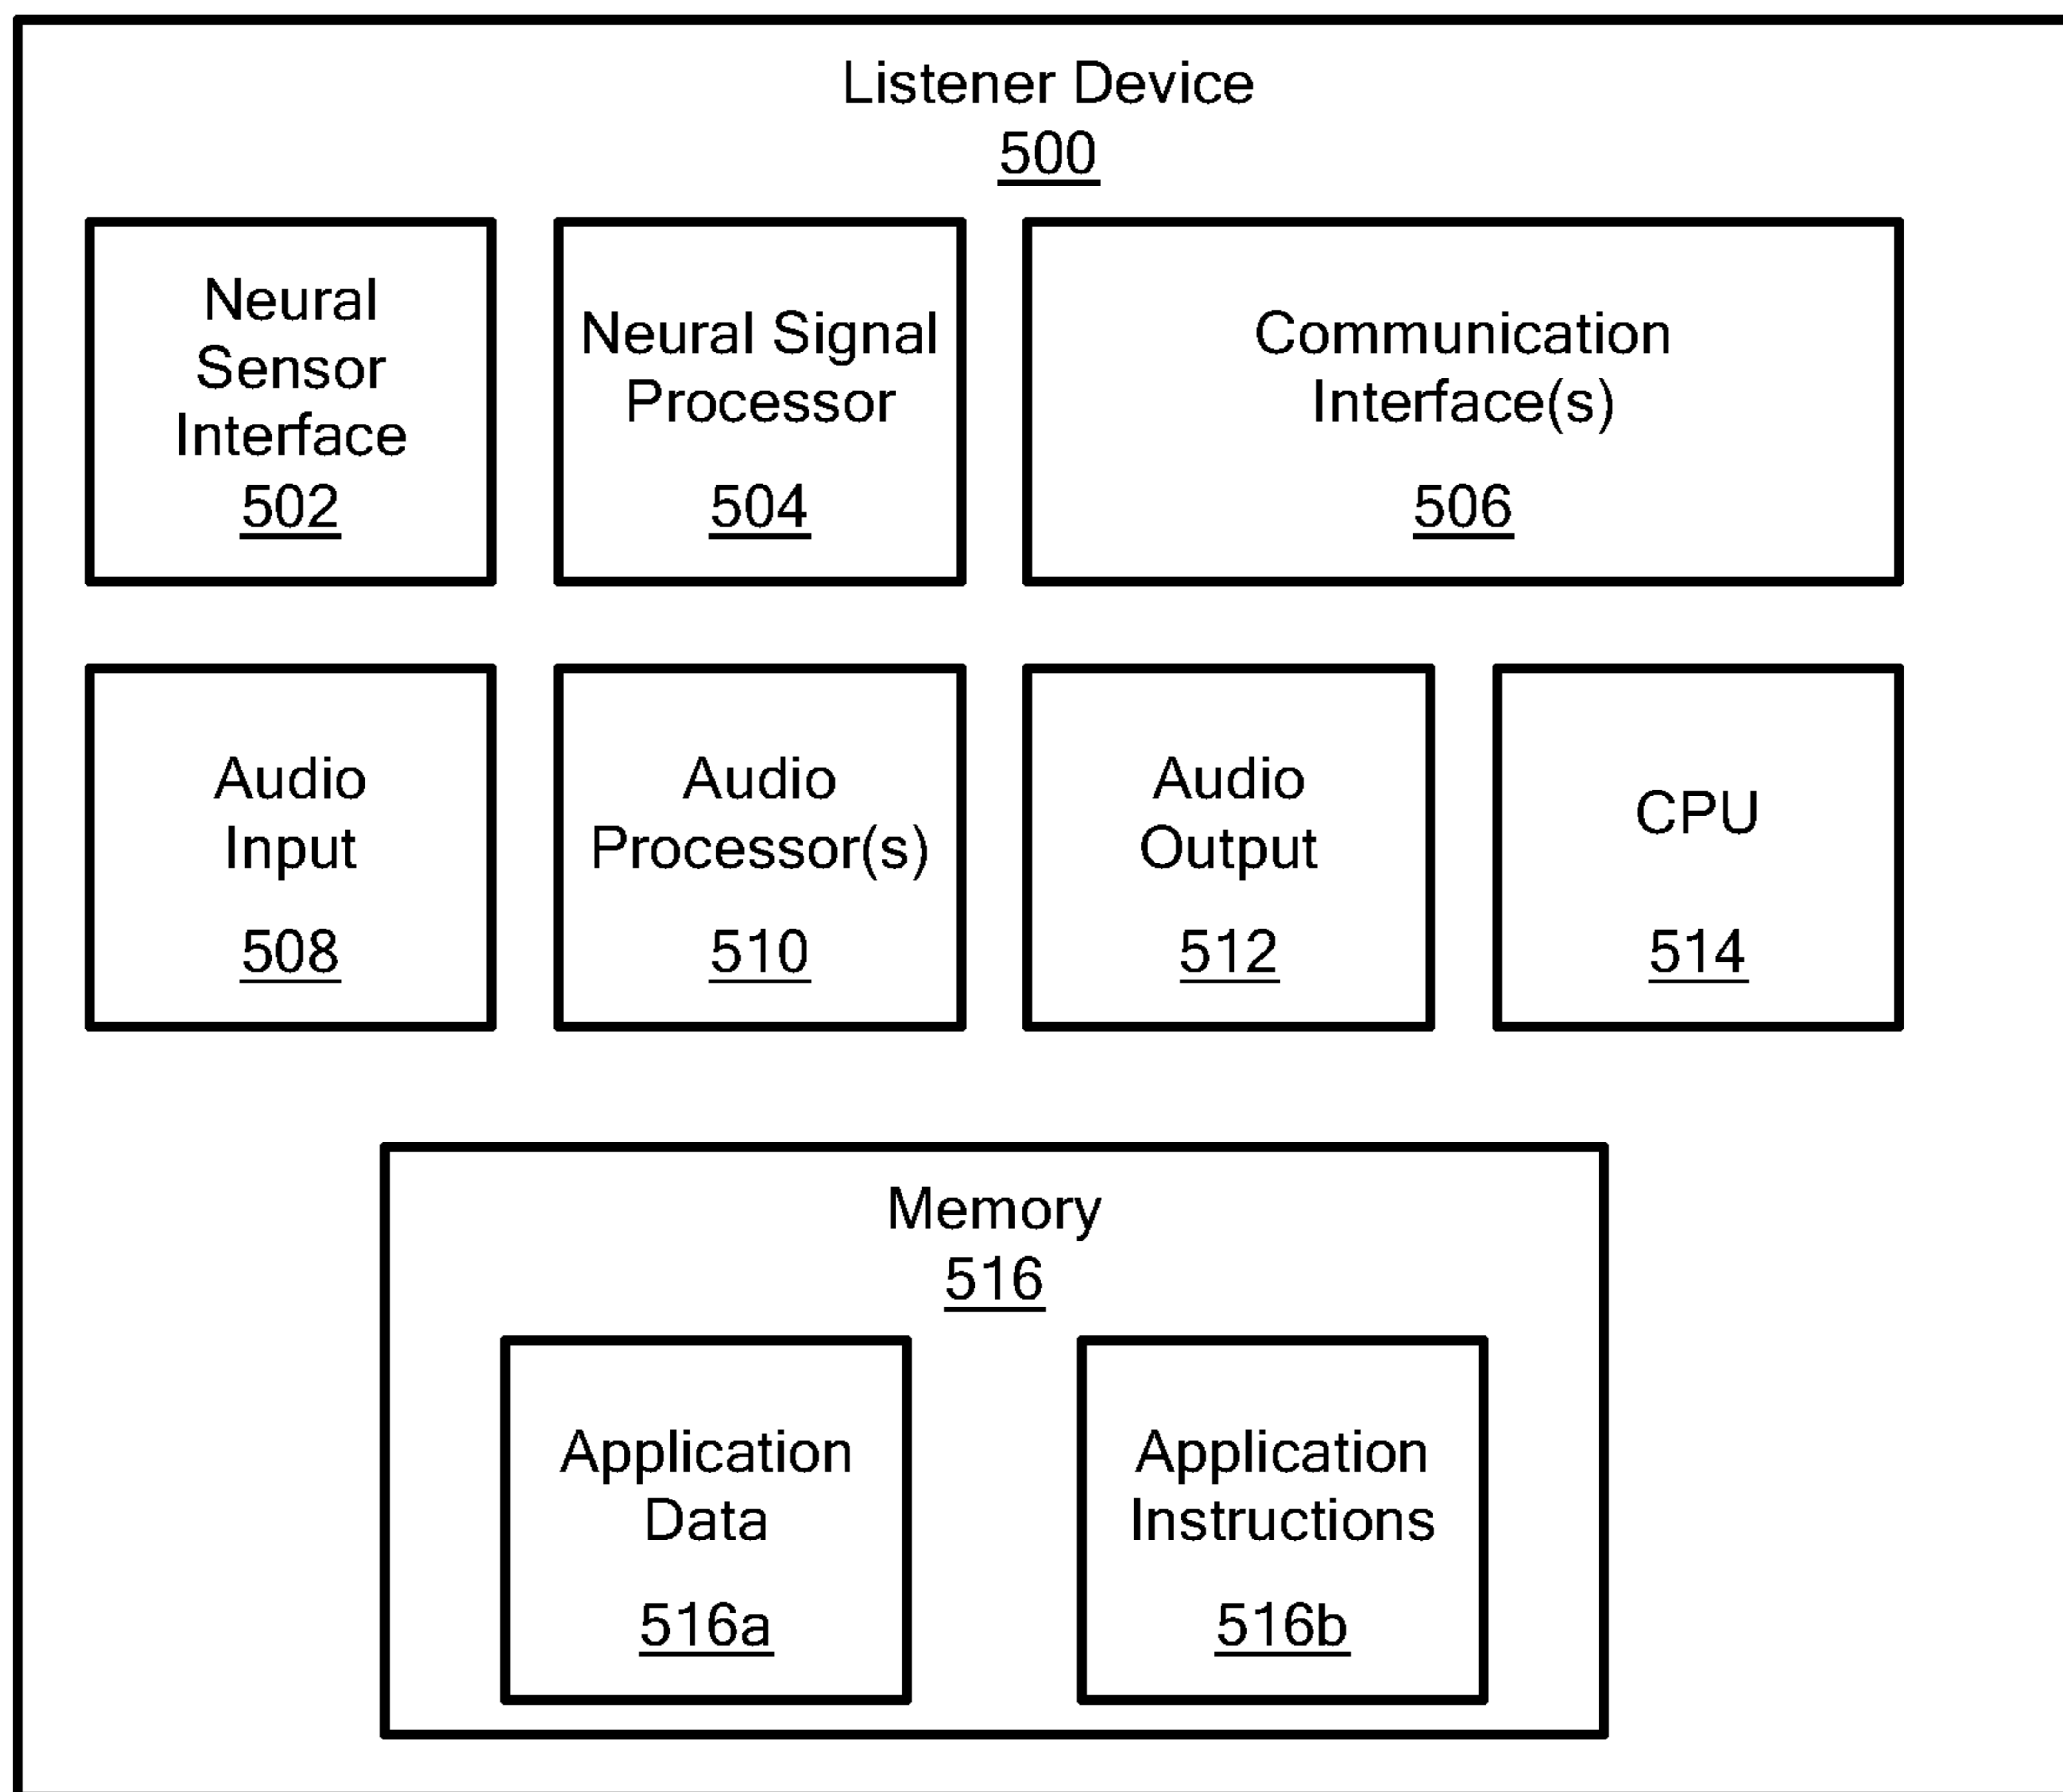 Listener Device
500
Neural
Sensor
Interface
502
Neural Signal
Processor
504
Communication
Interface(s)
506
Audio
Input
508
Audio
Processor(s)
510
Audio
Output
512
CPU
514
Memory
516
Application
Data
516a
Application
Instructions
516b